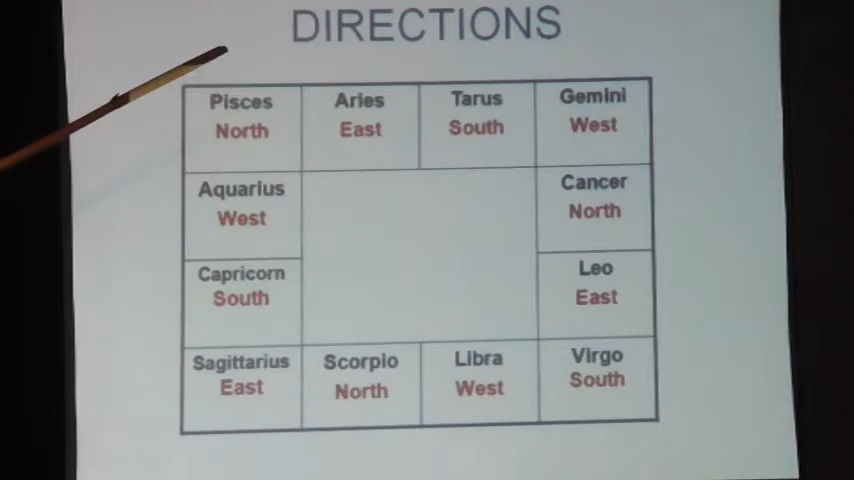 DIRECTIONS
Pisces Aries Tarus Gemini
North East South West
Aquarius Cancer
West North
Capricorn Leo
South East
Sagittarius Scorpio Libra Virgo
East North West South